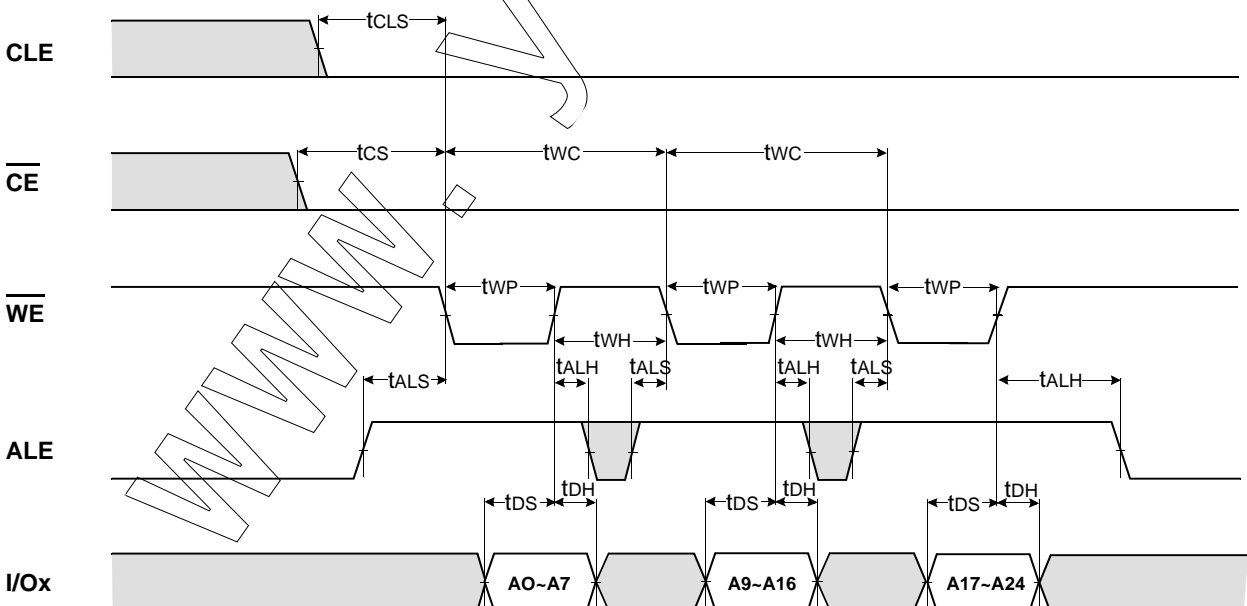 tCLS
CLE
tCS tWC tWC
CE
tWP tWP tWP
WE
tWH tWH
tALH tALS tALH tALS
tALS tALH
ALE
tDS tDH tDS tDH tDS tDH
I/Ox AO~A7 A9~A16 A17~A24
www.y